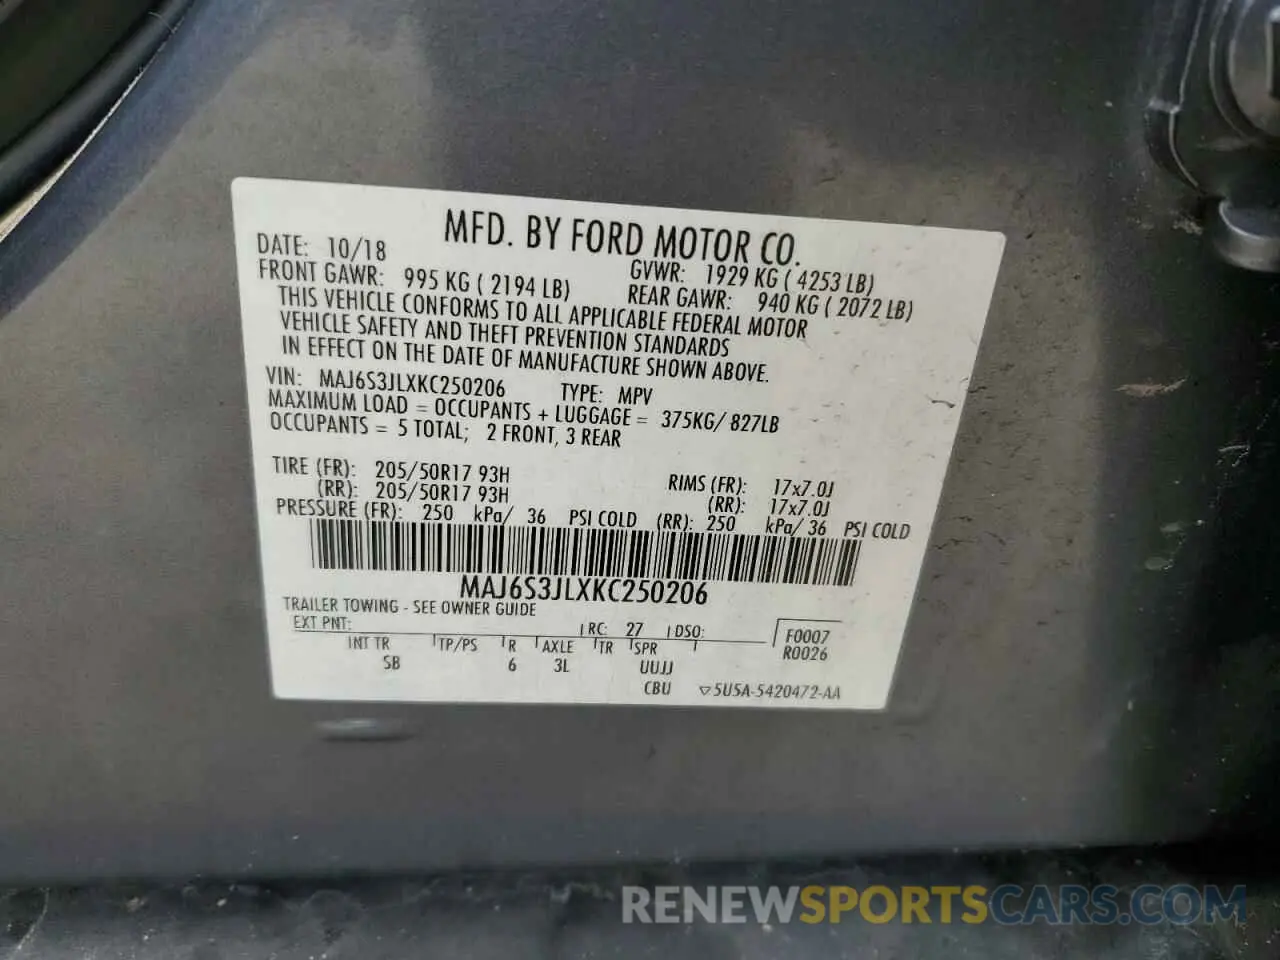 MFD. BY FORD MOTOR CO.
DATE: 10/18
GVWR: 1929 KG ( 4253 LB)
FRONT GAWR: 995 KG ( 2194 LB)
REAR GAWR: 940 KG ( 2072 LB)
THIS VEHICLE CONFORMS TO ALL APPLICABLE FEDERAL MOTOR
VEHICLE SAFETY AND THEFT PREVENTION STANDARDS
IN EFFECT ON THE DATE OF MANUFACTURE SHOWN ABOVE.
VIN: MAJ6S3JLXKC250206 TYPE: MPV
MAXIMUM LOAD = OCCUPANTS + LUGGAGE = 375KG/ 827LB
OCCUPANTS = 5 TOTAL; 2 FRONT, 3 REAR
TIRE (FR): 205/50R17 93H RIMS (FR): 17x7.0J
(RR): 205/50R17 93H (RR): 17x7.0J
PRESSURE (FR): 250 kPa/ 36 PSI COLD (RR): 250 kPa/ 36 PSI COLD
MAJ6S3JLXKC250206
TRAILER TOWING - SEE OWNER GUIDE
EXT PNT: RC: 27 DSO: F0007
INT TR TP/PS R AXLE TR SPR R0026
SB 6 3L UUJJ
CBU ▽5U5A-5420472-AA
RENEWSPORTSCARS.COM